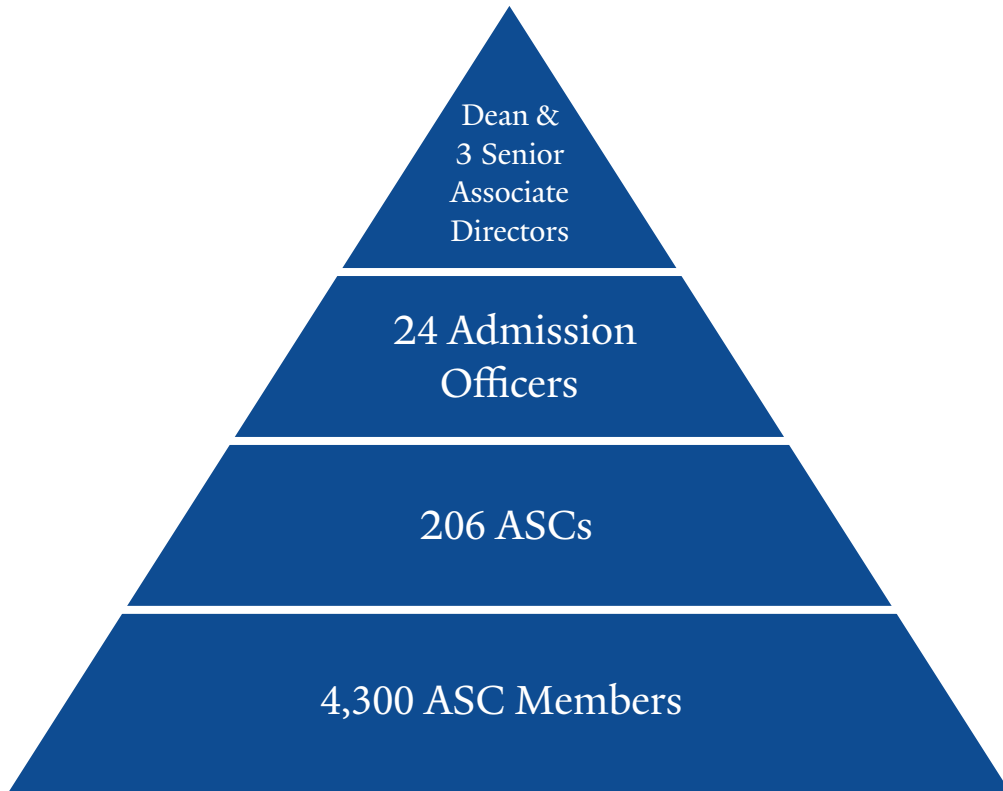 Dean &
3 Senior
Associate
Directors
24 Admission
Officers
206 ASCs
4,300 ASC Members